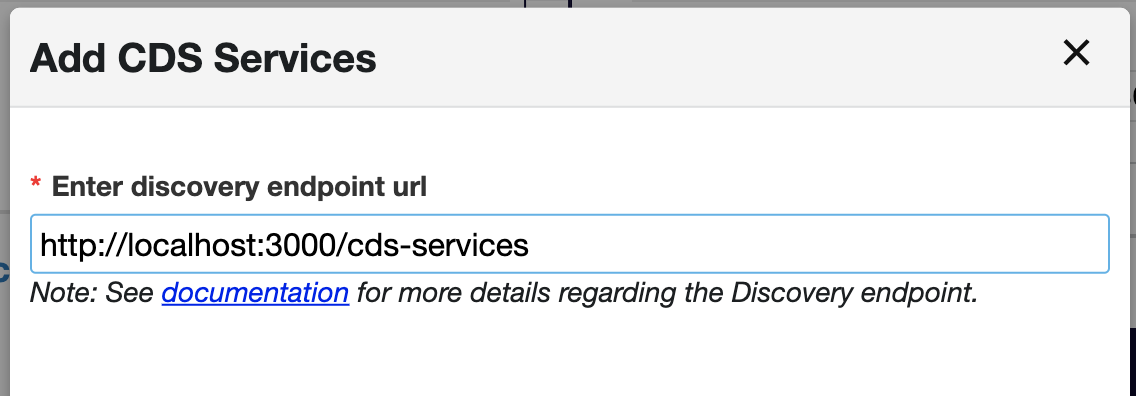 Add CDS Services
* Enter discovery endpoint url
http://localhost:3000/cds-services
Note: See documentation for more details regarding the Discovery endpoint.